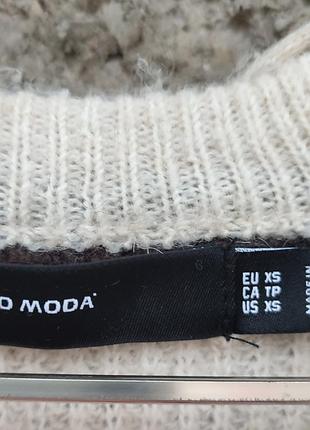 O MODA
EU XS
CA TP
US XS
MADE IN